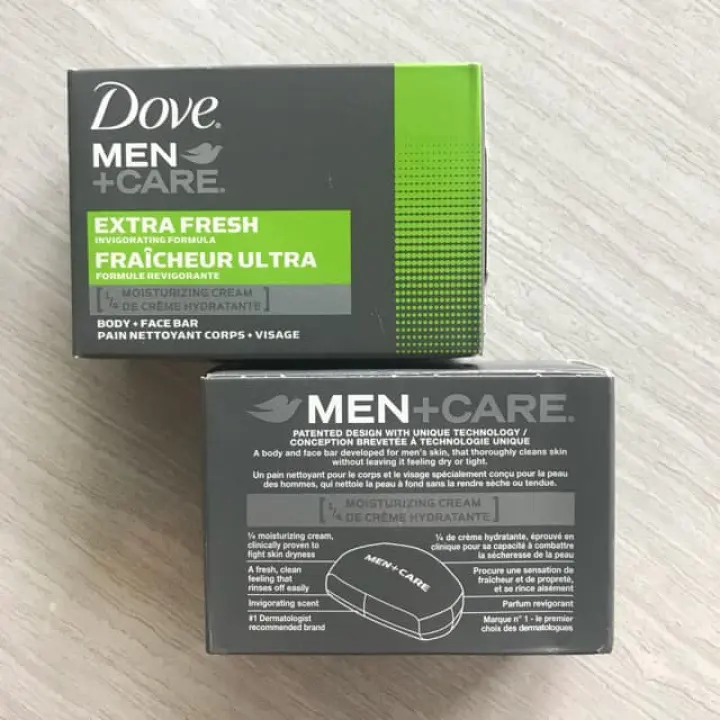 Dove
MEN
+CARE
EXTRA FRESH
INVIGORATING FORMULA
FRAÎCHEUR ULTRA
FORMULE REVIGORANTE
1/4 MOISTURIZING CREAM
DE CRÈME HYDRATANTE
BODY + FACE BAR
PAIN NETTOYANT CORPS + VISAGE
MEN+CARE
PATENTED DESIGN WITH UNIQUE TECHNOLOGY /
CONCEPTION BREVETÉE À TECHNOLOGIE UNIQUE
A body and face bar developed for men's skin, that thoroughly cleans skin
without leaving it feeling dry or tight.
Un pain nettoyant pour le corps et le visage spécialement conçu pour la peau
des hommes, qui nettoie la peau à fond sans la rendre sèche ou tendue.
1/4 MOISTURIZING CREAM
DE CRÈME HYDRATANTE
¼ moisturizing cream,
clinically proven to
fight skin dryness
A fresh, clean
feeling that
rinses off easily
Invigorating scent
#1 Dermatologist
recommended brand
MEN+CARE
¼ de crème hydratante, éprouvé en
clinique pour sa capacité à combattre
la sécheresse de la peau
Procure une sensation de
fraîcheur et de propreté,
et se rince aisément
Parfum revigorant
Marque n° 1 - le premier
choix des dermatologues